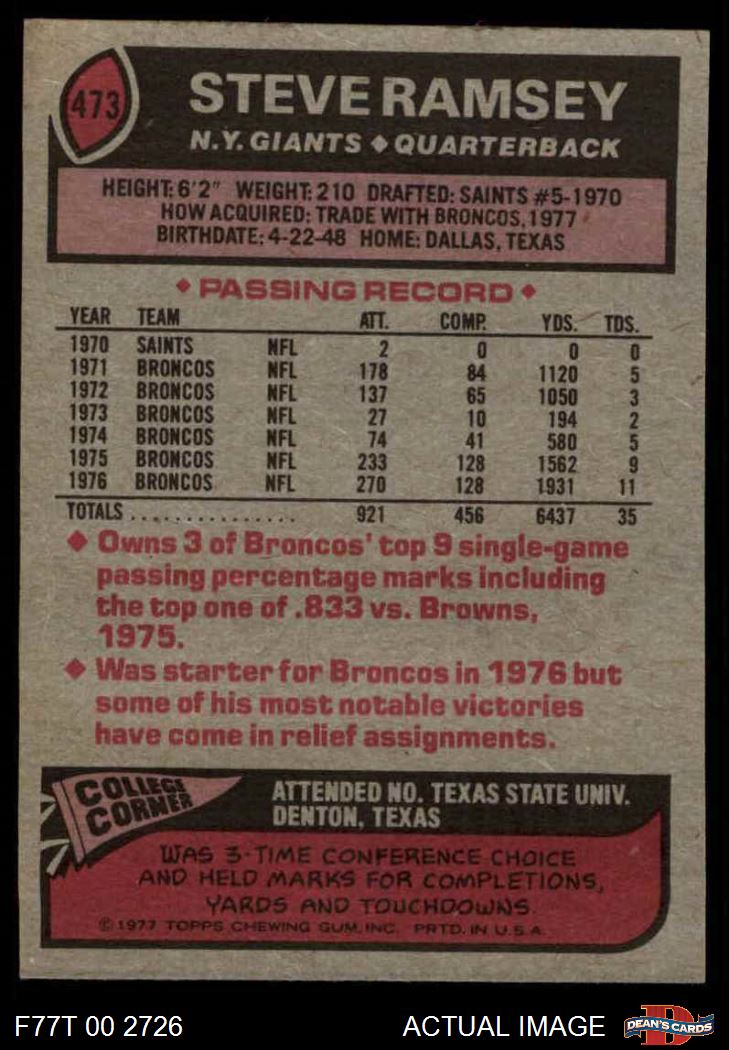 473
STEVE RAMSEY
N.Y. GIANTS ♦ QUARTERBACK
HEIGHT: 6'2" WEIGHT: 210 DRAFTED: SAINTS #5-1970
HOW ACQUIRED: TRADE WITH BRONCOS, 1977
BIRTHDATE: 4-22-48 HOME: DALLAS, TEXAS
♦ PASSING RECORD ♦
YEAR TEAM ATT. COMP. YDS. TDS.
1970 SAINTS NFL 2 0 0 0
1971 BRONCOS NFL 178 84 1120 5
1972 BRONCOS NFL 137 65 1050 3
1973 BRONCOS NFL 27 10 194 2
1974 BRONCOS NFL 74 41 580 5
1975 BRONCOS NFL 233 128 1562 9
1976 BRONCOS NFL 270 128 1931 11
TOTALS ............... 921 456 6437 35
♦ Owns 3 of Broncos' top 9 single-game
passing percentage marks including
the top one of .833 vs. Browns,
1975.
♦ Was starter for Broncos in 1976 but
some of his most notable victories
have come in relief assignments.
COLLEGE
CORNER
ATTENDED NO. TEXAS STATE UNIV.
DENTON, TEXAS
WAS 3-TIME CONFERENCE CHOICE
AND HELD MARKS FOR COMPLETIONS,
YARDS AND TOUCHDOWNS.
© 1977 TOPPS CHEWING GUM, INC. PRTD. IN U.S.A.
F77T 00 2726 ACTUAL IMAGE
D
DEAN'S CARDS